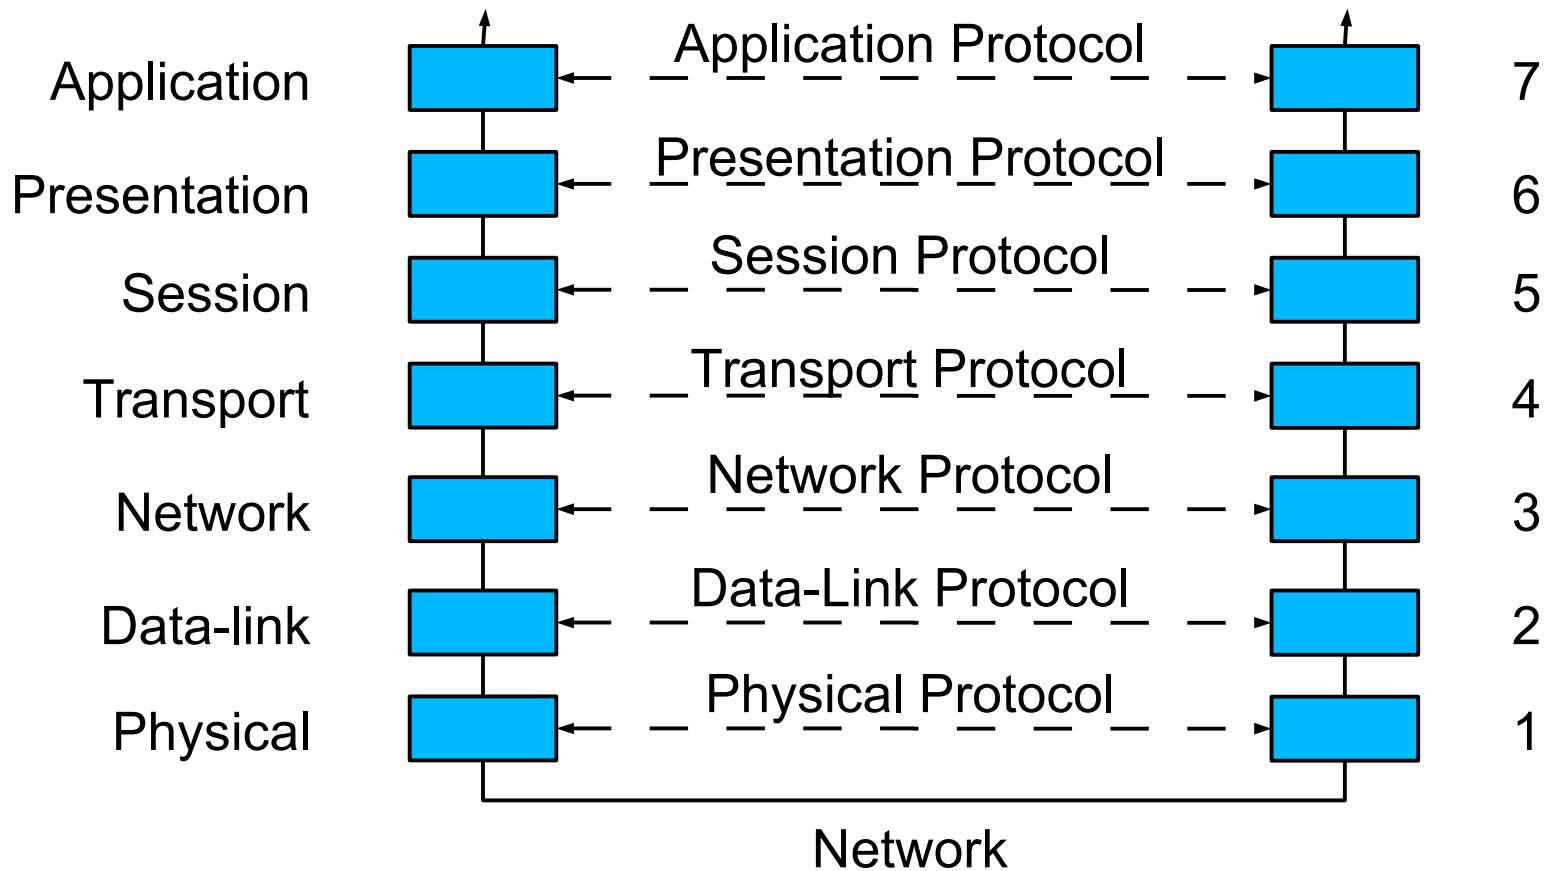 Application Application Protocol 7
Presentation Presentation Protocol 6
Session Session Protocol 5
Transport Transport Protocol 4
Network Network Protocol 3
Data-link Data-Link Protocol 2
Physical Physical Protocol 1
Network